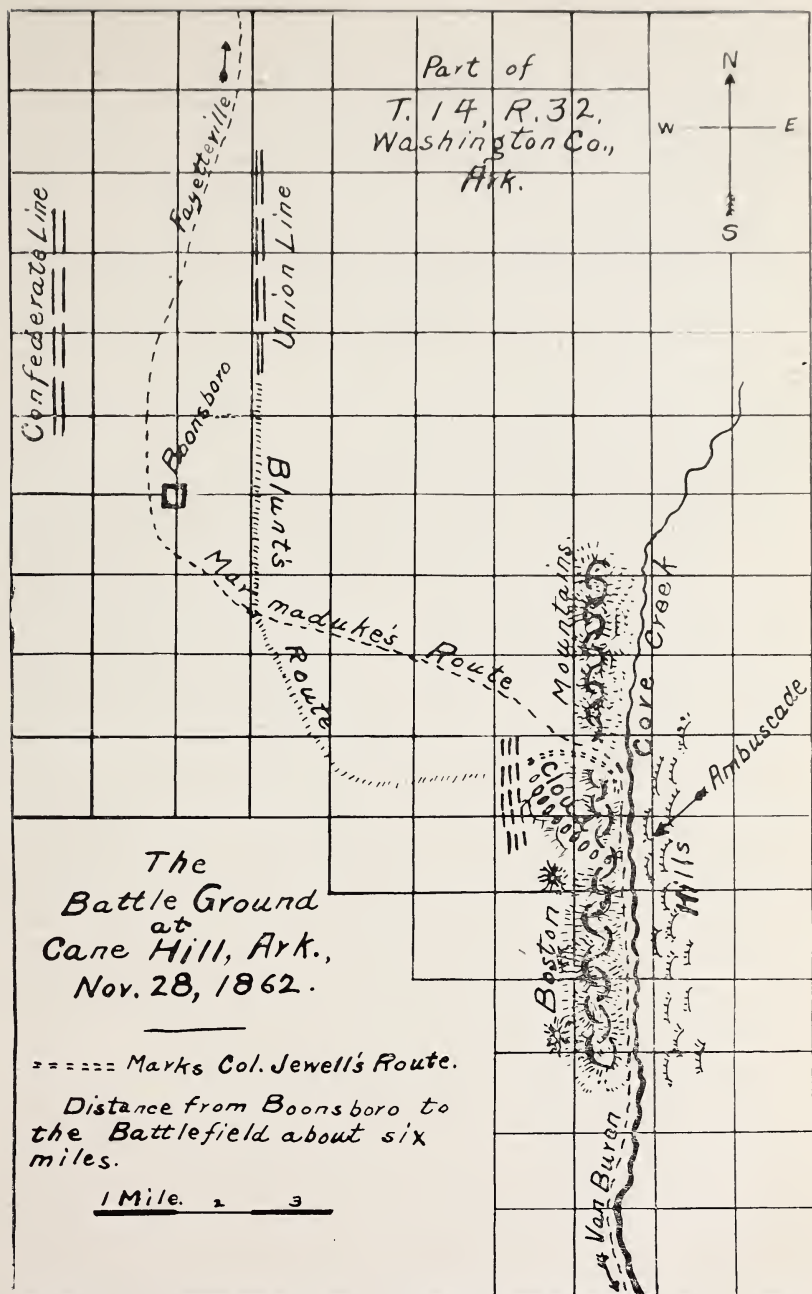 Part of
T. 14, R. 32,
Washington Co.,
Ark.
N
W
E
S
Fayetteville
Confederate Line
Union Line
Boonsboro
Blunt's
Route
Marmaduke's Route
Mountains
Cove Creek
Ambuscade
Hills
Boston
Van Buren
The
Battle Ground
at
Cane Hill, Ark.,
Nov. 28, 1862.
====== Marks Col. Jewell's Route.
Distance from Boonsboro to
the Battlefield about six
miles.
1 Mile. 2 3